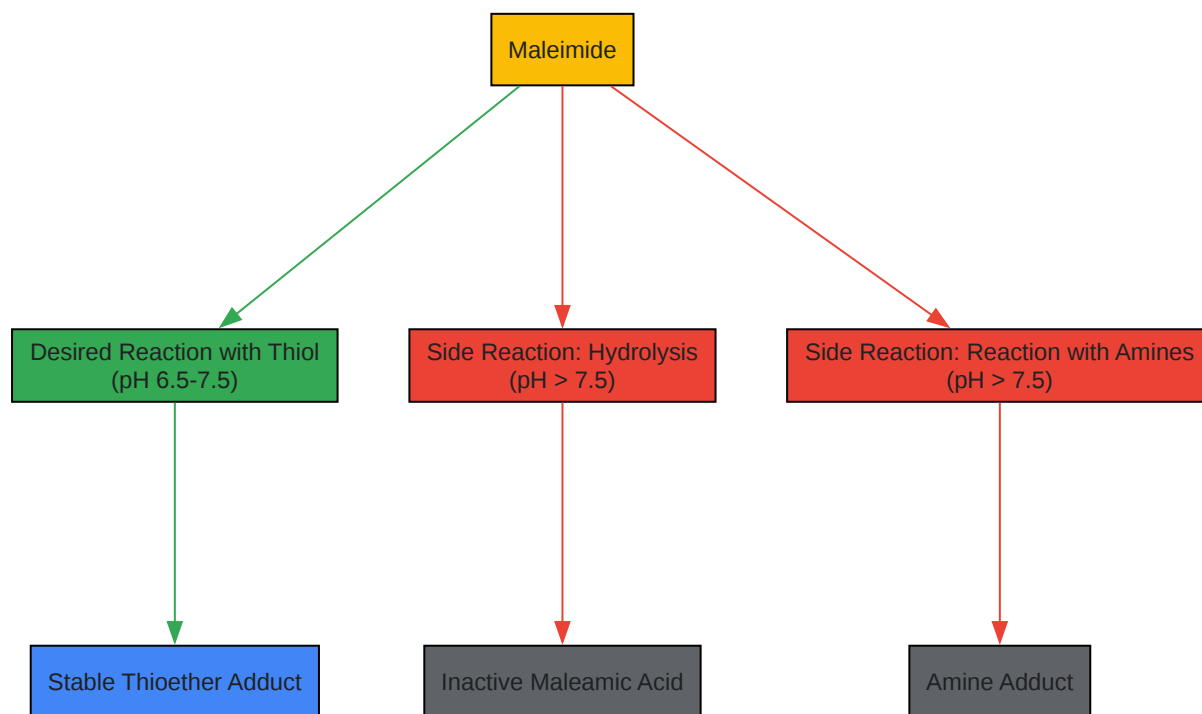 Maleimide
Desired Reaction with Thiol
(pH 6.5-7.5)
Side Reaction: Hydrolysis
(pH > 7.5)
Side Reaction: Reaction with Amines
(pH > 7.5)
Stable Thioether Adduct
Inactive Maleamic Acid
Amine Adduct